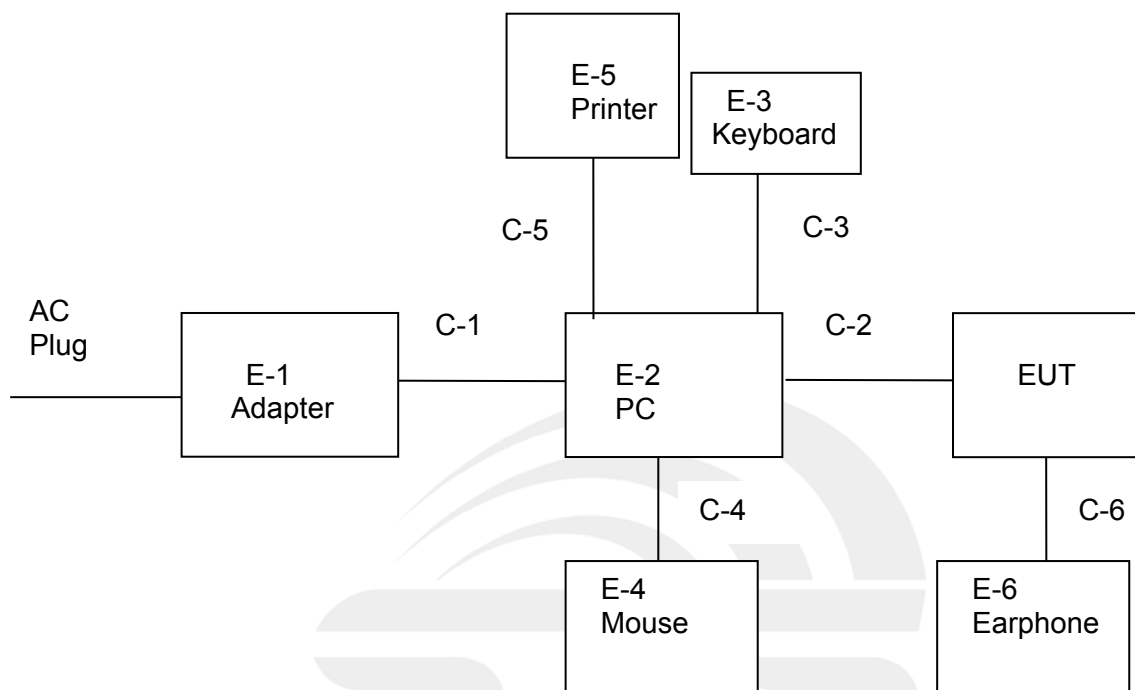 E-5
Printer
E-3
Keyboard
C-5
C-3
AC
Plug
C-1
C-2
E-1
Adapter
E-2
PC
EUT
C-4
C-6
E-4
Mouse
E-6
Earphone